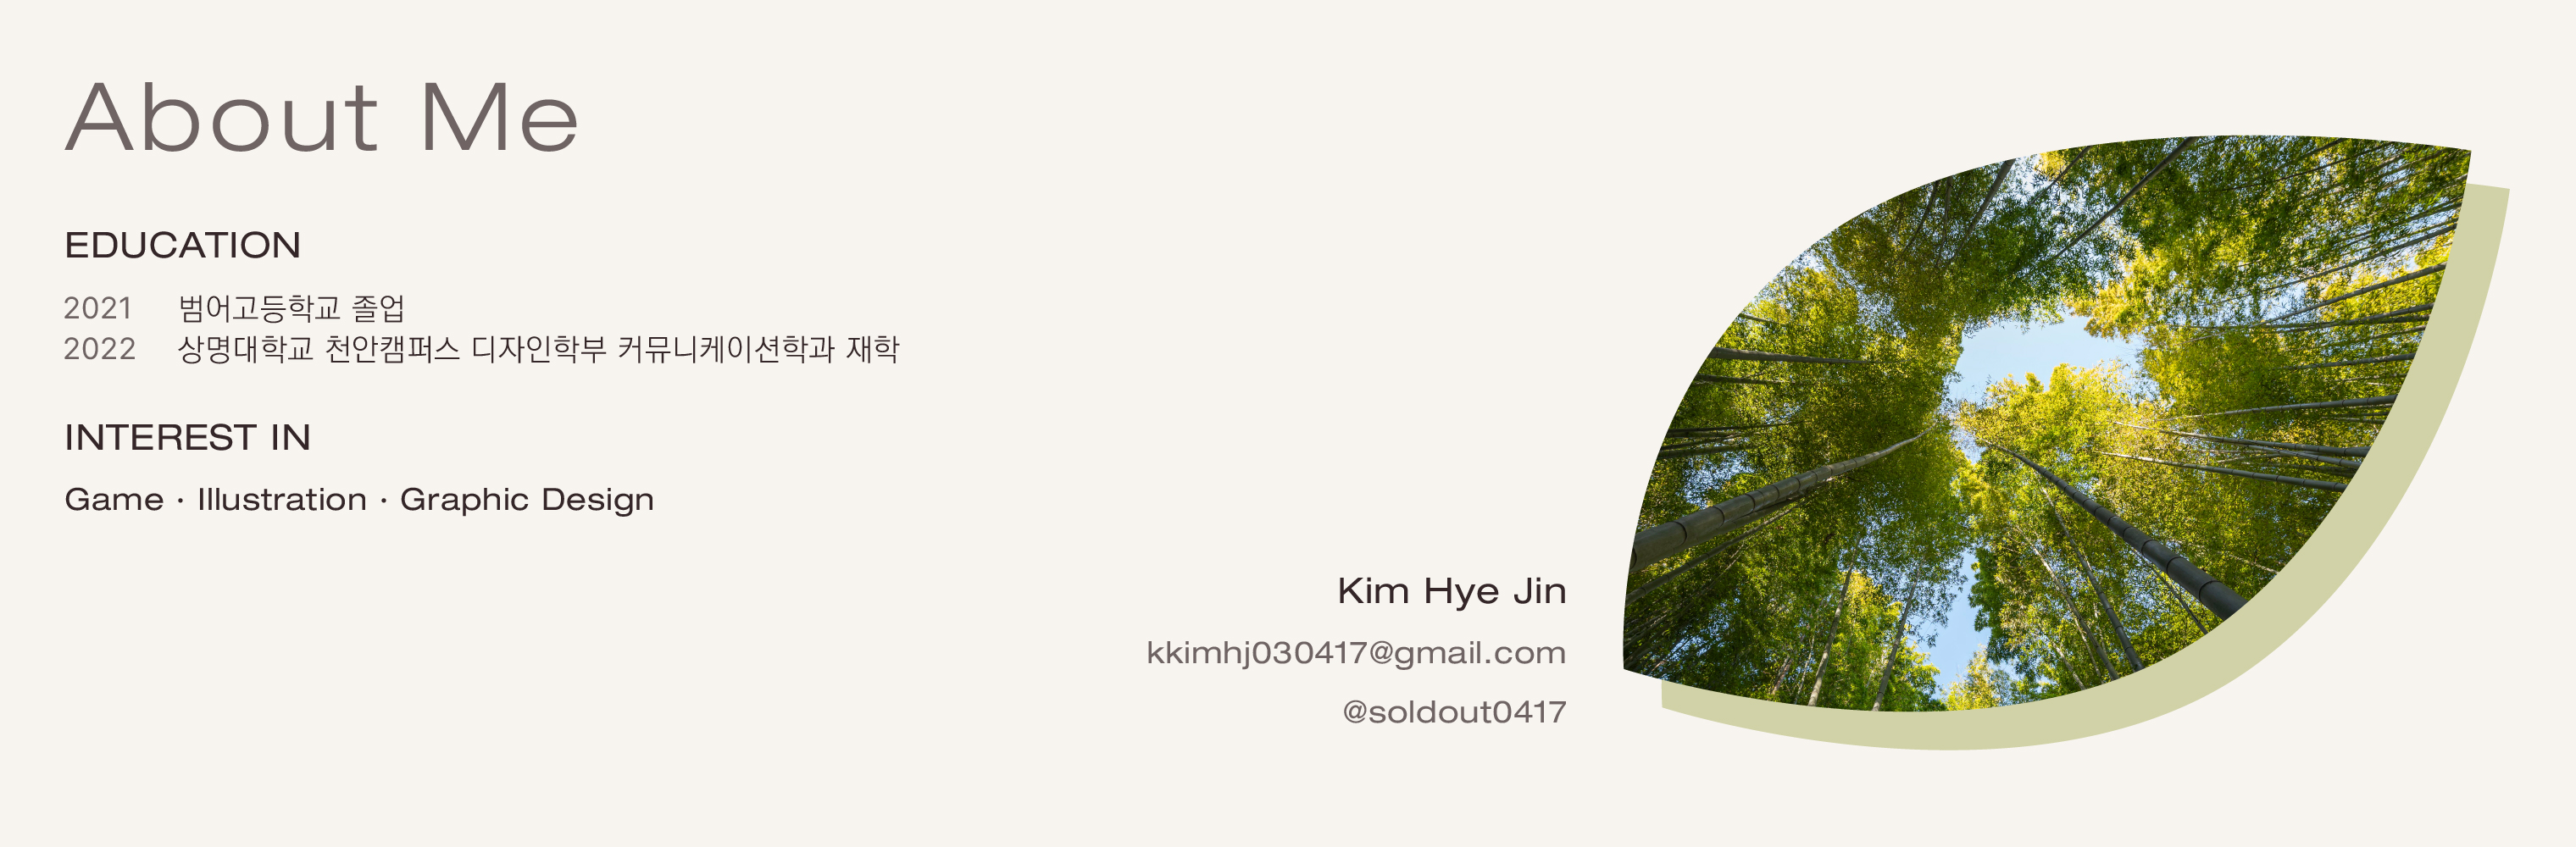 About Me
EDUCATION
2021 범어고등학교 졸업
2022 상명대학교 천안캠퍼스 디자인학부 커뮤니케이션학과 재학
INTEREST IN
Game · Illustration · Graphic Design
Kim Hye Jin
kkimhj030417@gmail.com
@soldout0417